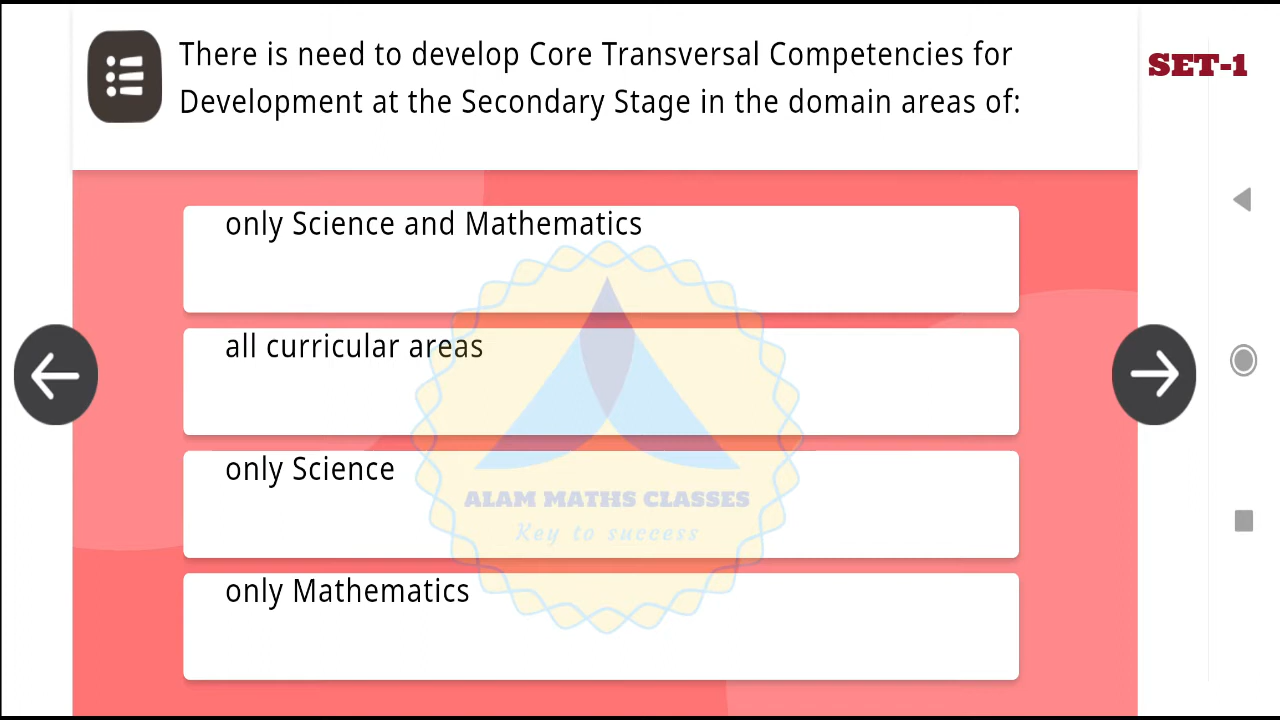 There is need to develop Core Transversal Competencies for
Development at the Secondary Stage in the domain areas of:
SET-1
only Science and Mathematics
all curricular areas
only Science
ALAM MATHS CLASSES
Key to success
only Mathematics